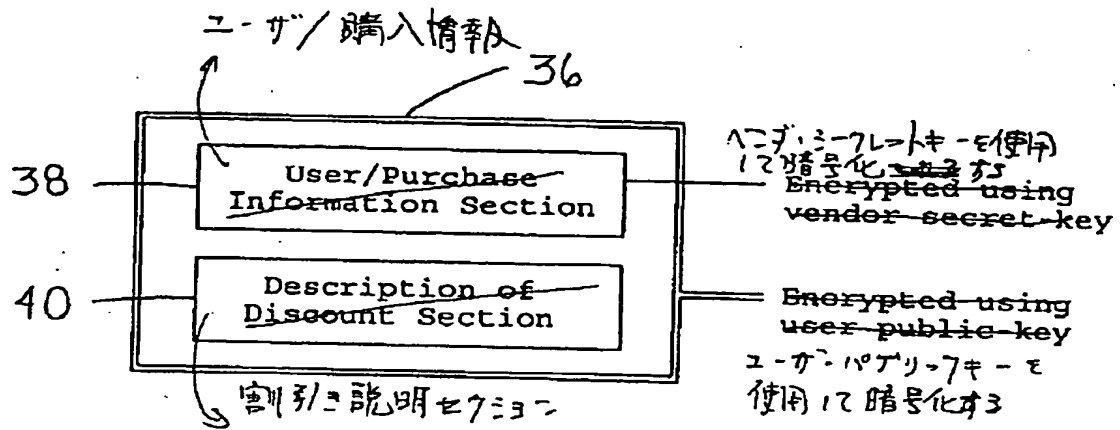 ユーザ/購入情報
36
ベンダ・シークレットキーを使用
して暗号化する
38
User/Purchase
Information Section
Encrypted using
vendor secret key
40
Description of
Discount Section
Encrypted using
user public key
ユーザ・パブリックキーを
使用して暗号化する
割引き説明セクション